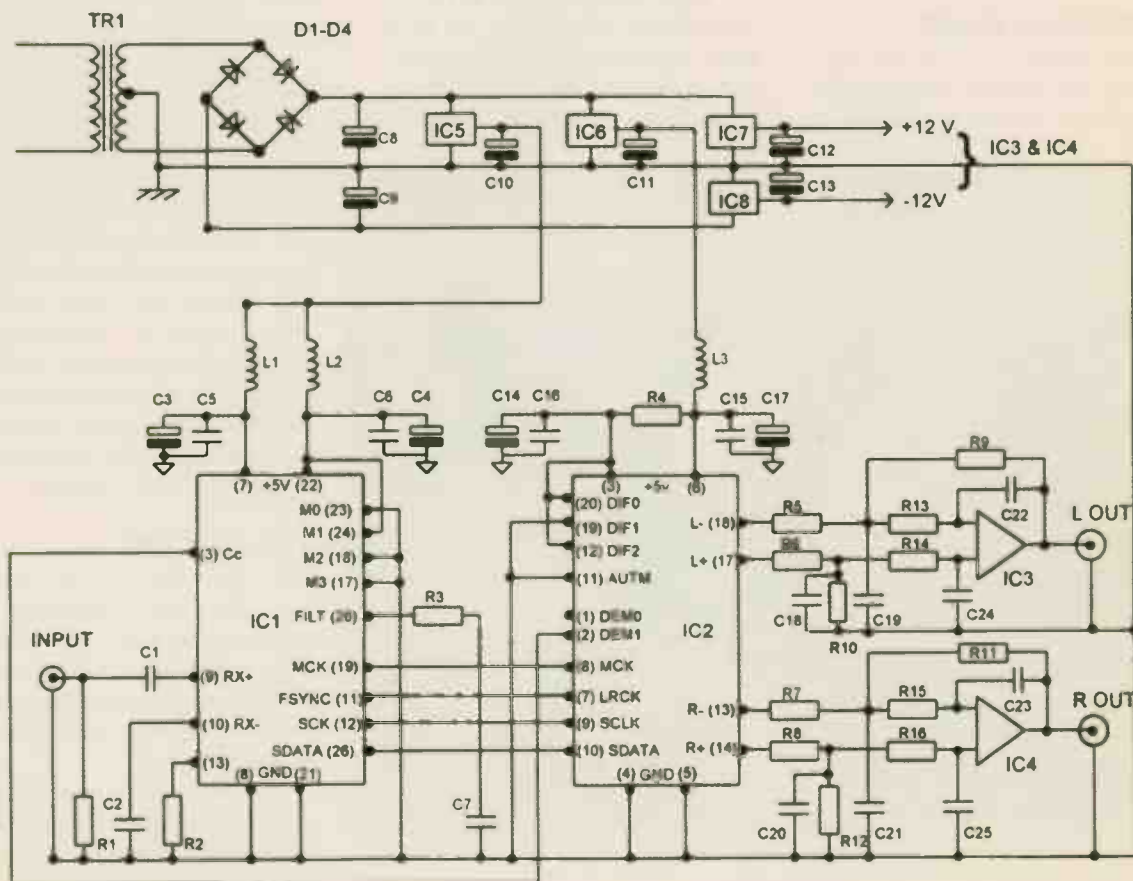 TR1
D1-D4
C8
IC5
C10
IC6
C11
IC7
C12
+12 V
IC3 & IC4
C9
IC8
C13
-12V
L1
L2
L3
C3
C5
C6
C4
C14
C16
R4
C15
C17
(7) +5V (22)
M0 (23)
M1 (24)
(3) Cc
M2 (18)
M3 (17)
IC1
FILT (20)
R3
MCK (19)
(9) RX+
FSYNC (11)
(10) RX-
SCK (12)
(13)
SDATA (26)
(8) GND (21)
INPUT
C1
C2
R1
R2
C7
(3) +5v (6)
(20) DIF0
(19) DIF1
(12) DIF2
(11) AUTM
(1) DEM0
(2) DEM1
IC2
(8) MCK
(7) LRCK
(9) SCLK
(10) SDATA
L- (18)
L+ (17)
R- (13)
R+ (14)
(4) GND (5)
R9
R5
R13
C22
L OUT
R6
R14
IC3
C18
R10
C19
C24
R11
R7
R15
C23
R OUT
R8
R16
IC4
C20
R12
C21
C25